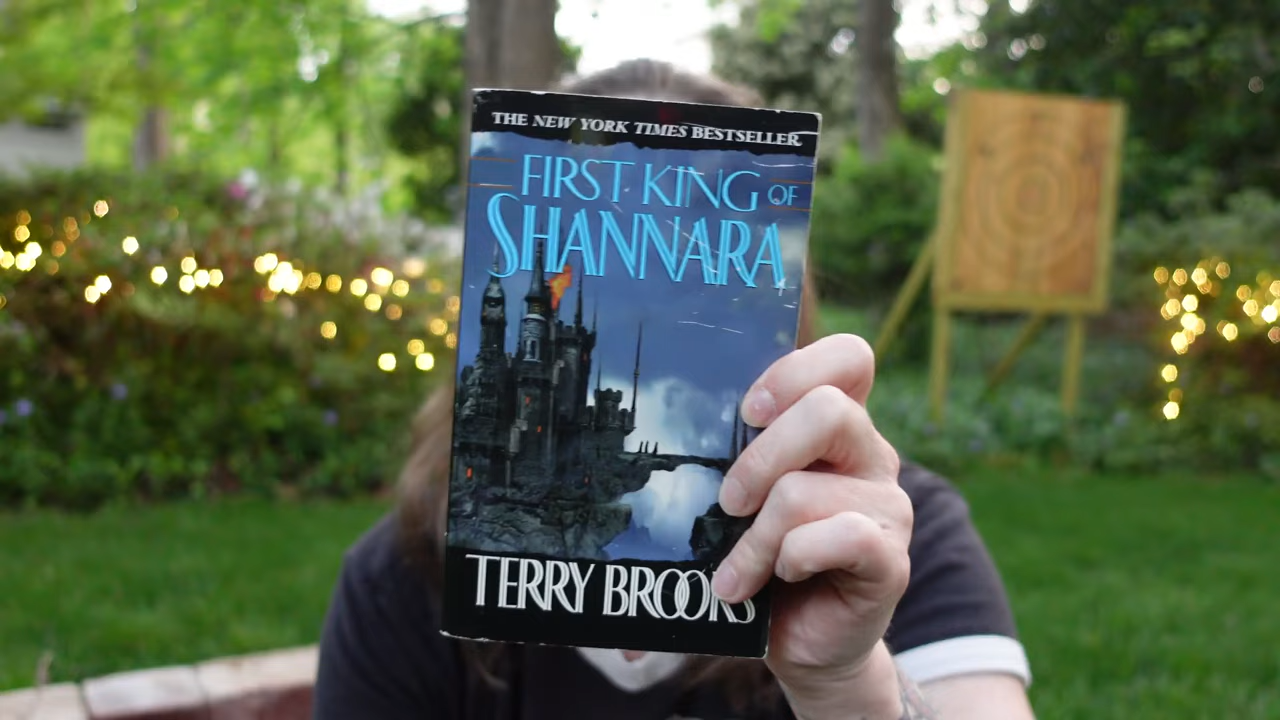 THE NEW YORK TIMES BESTSELLER
FIRST KING OF
SHANNARA
TERRY BROOKS